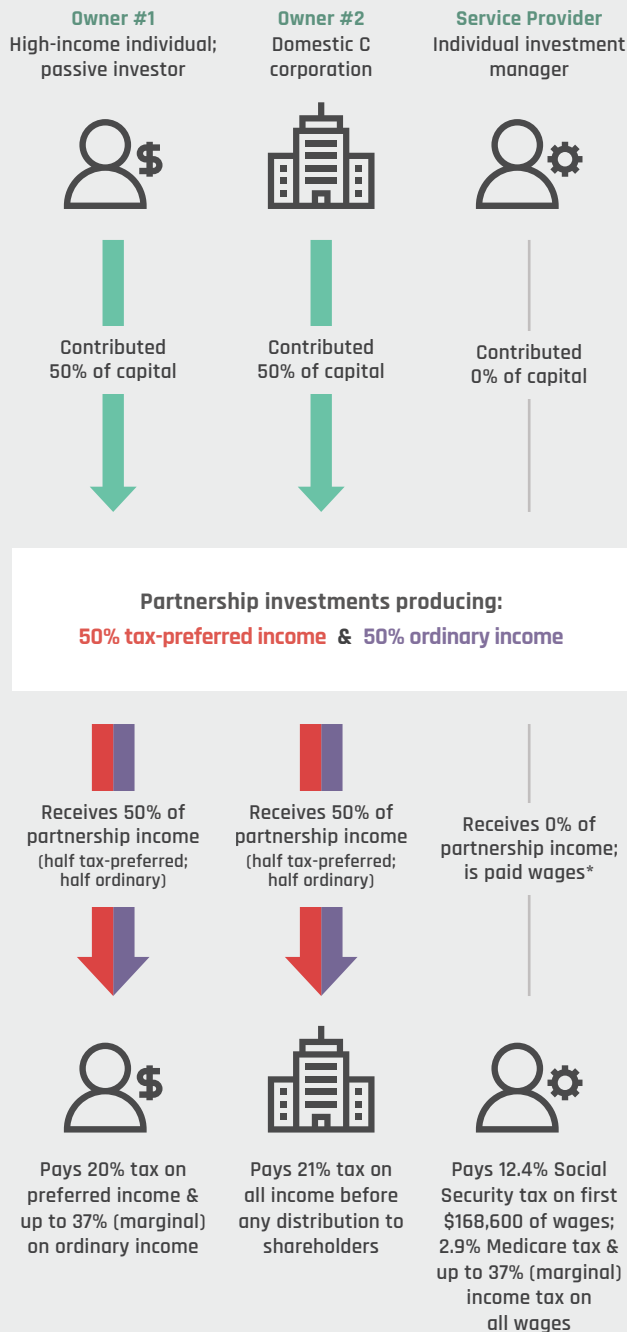 Owner #1
High-income individual;
passive investor
Owner #2
Domestic C
corporation
Service Provider
Individual investment
manager
Contributed
50% of capital
Contributed
50% of capital
Contributed
0% of capital
Partnership investments producing:
50% tax-preferred income & 50% ordinary income
Receives 50% of
partnership income
(half tax-preferred;
half ordinary)
Receives 50% of
partnership income
(half tax-preferred;
half ordinary)
Receives 0% of
partnership income;
is paid wages*
Pays 20% tax on
preferred income &
up to 37% (marginal)
on ordinary income
Pays 21% tax on
all income before
any distribution to
shareholders
Pays 12.4% Social
Security tax on first
$168,600 of wages;
2.9% Medicare tax &
up to 37% (marginal)
income tax on
all wages